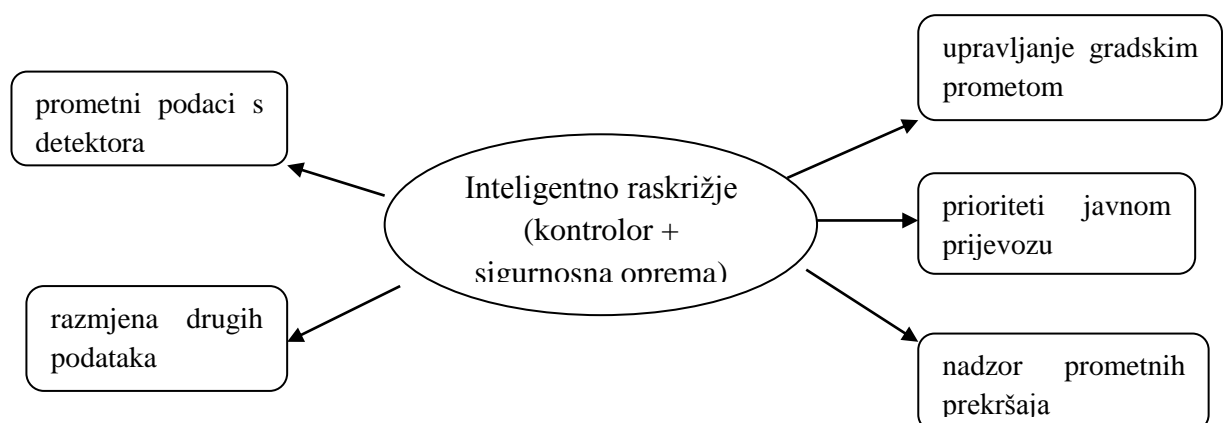 prometni podaci s
detektora
razmjena drugih
podataka
Inteligentno raskrižje
(kontrolor +
sigurnosna oprema)
upravljanje gradskim
prometom
prioriteti javnom
prijevozu
nadzor prometnih
prekršaja